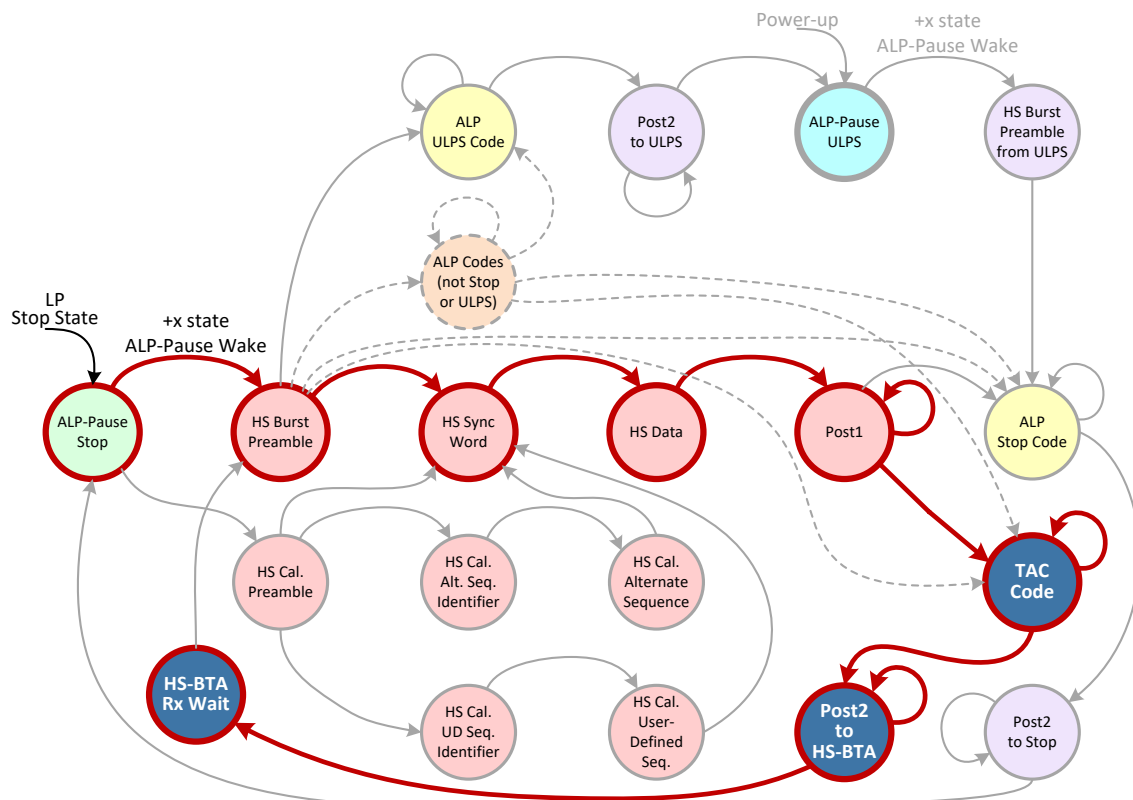 Power-up
+x state
ALP-Pause Wake
ALP
ULPS Code
Post2
to ULPS
ALP-Pause
ULPS
HS Burst
Preamble
from ULPS
ALP Codes
(not Stop
or ULPS)
LP
Stop State
+x state
ALP-Pause Wake
ALP-Pause
Stop
HS Burst
Preamble
HS Sync
Word
HS Data
Post1
ALP
Stop Code
HS Cal.
Preamble
HS Cal.
Alt. Seq.
Identifier
HS Cal.
Alternate
Sequence
TAC
Code
HS-BTA
Rx Wait
HS Cal.
UD Seq.
Identifier
HS Cal.
User-
Defined
Seq.
Post2
to
HS-BTA
Post2
to Stop